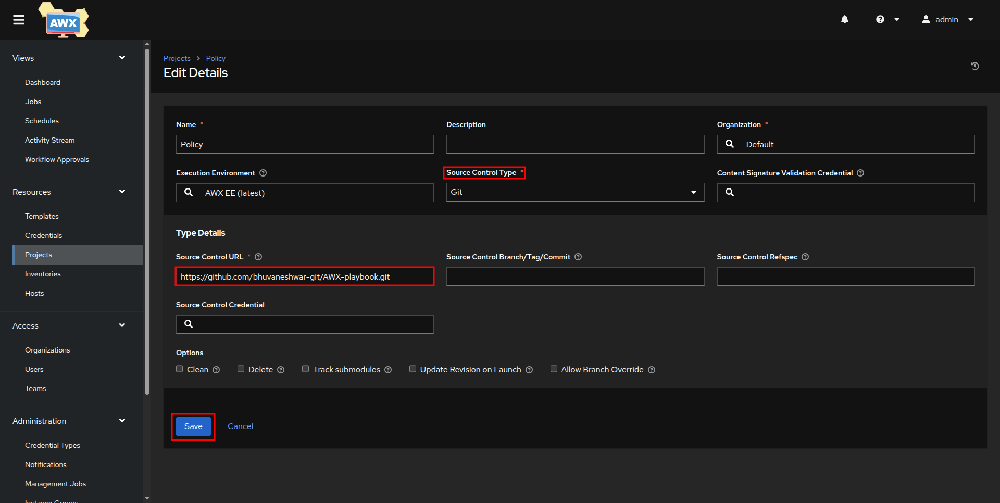 AWX
admin
Views
Dashboard
Jobs
Schedules
Activity Stream
Workflow Approvals
Resources
Templates
Credentials
Projects
Inventories
Hosts
Access
Organizations
Users
Teams
Administration
Credential Types
Notifications
Management Jobs
Instance Groups
Projects > Policy
Edit Details
Name * Description Organization *
Policy Default
Execution Environment Source Control Type * Content Signature Validation Credential
AWX EE (latest) Git
Type Details
Source Control URL * Source Control Branch/Tag/Commit Source Control Refspec
https://github.com/bhuvaneshwar-git/AWX-playbook.git
Source Control Credential
Options
Clean Delete Track submodules Update Revision on Launch Allow Branch Override
Save Cancel